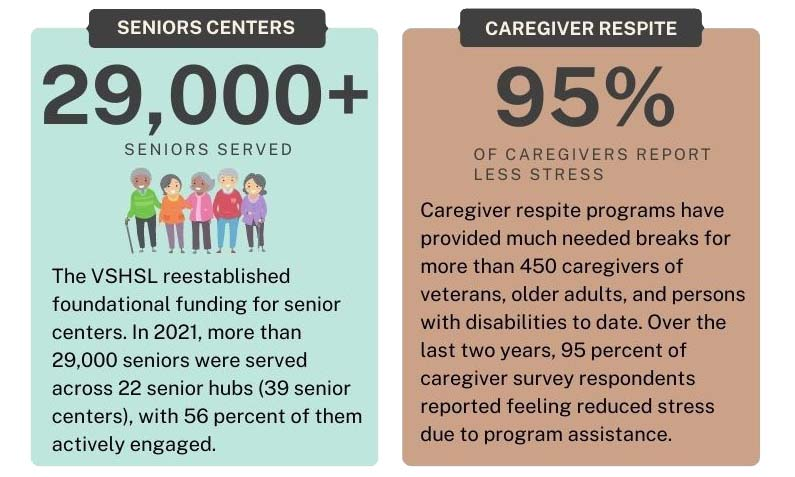 SENIORS CENTERS
29,000+
SENIORS SERVED
The VSHSL reestablished
foundational funding for senior
centers. In 2021, more than
29,000 seniors were served
across 22 senior hubs (39 senior
centers), with 56 percent of them
actively engaged.
CAREGIVER RESPITE
95%
OF CAREGIVERS REPORT
LESS STRESS
Caregiver respite programs have
provided much needed breaks for
more than 450 caregivers of
veterans, older adults, and persons
with disabilities to date. Over the
last two years, 95 percent of
caregiver survey respondents
reported feeling reduced stress
due to program assistance.